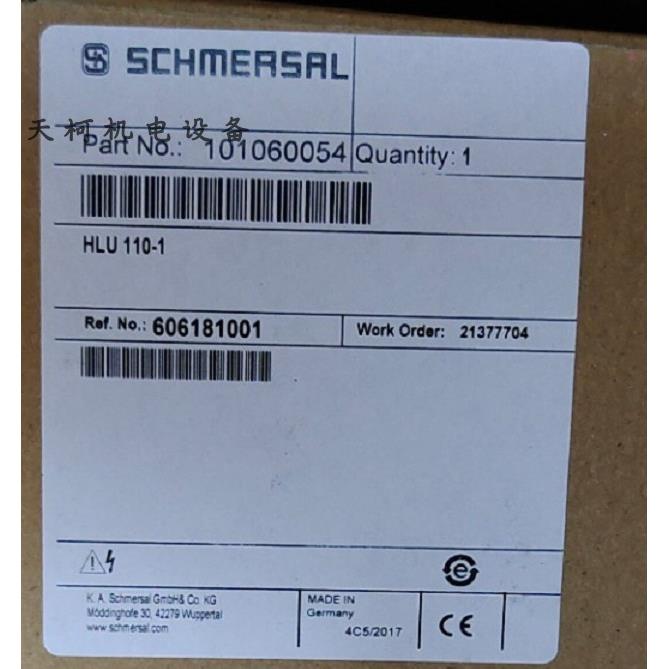 SCHMERSAL
天柯机电设备
Part No.: 101060054 Quantity: 1
HLU 110-1
Ref. No.: 606181001 Work Order: 21377704
K. A. Schmersal GmbH& Co. KG
Möddinghofe 30, 42279 Wuppertal
www.schmersal.com
MADE IN
Germany
4C5/2017
CE